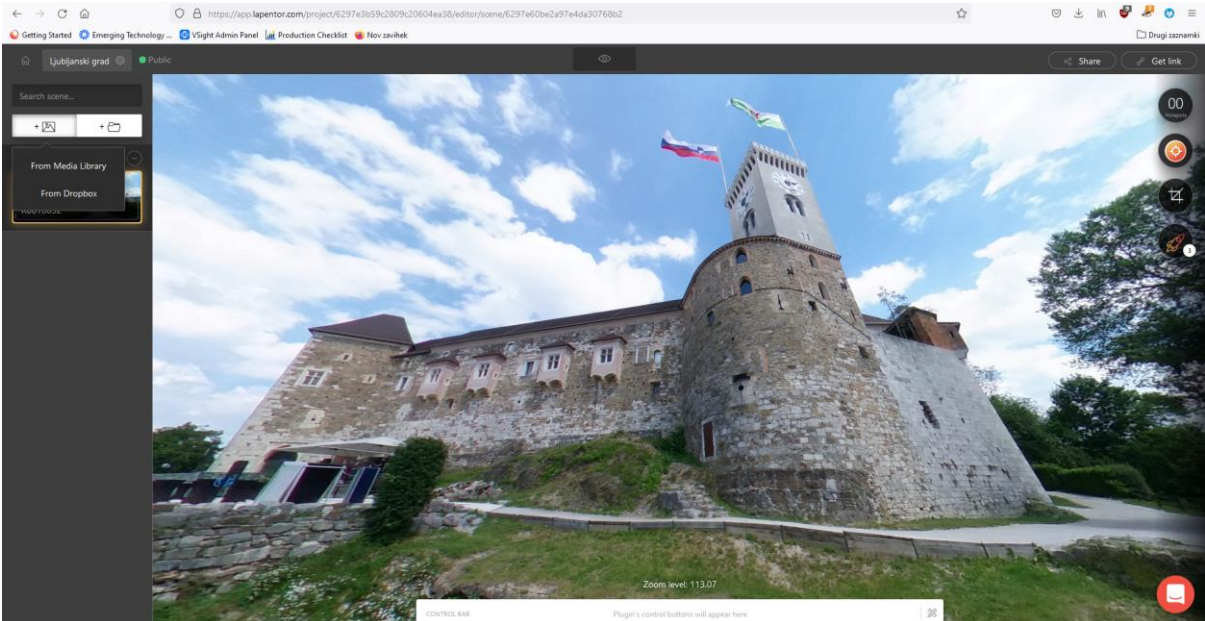 https://app.lapentor.com/project/6297e3b59c2809c20604ea38/editor/scene/6297e60be2a97e4da30768b2
Getting Started Emerging Technology ... VSight Admin Panel Production Checklist Nov zavihek Drugi zaznamki
Ljubljanski grad Public Share Get link
Search scene...
00
From Media Library
From Dropbox
1
Zoom level: 113.07
CONTROL BAR Plugin's control buttons will appear here